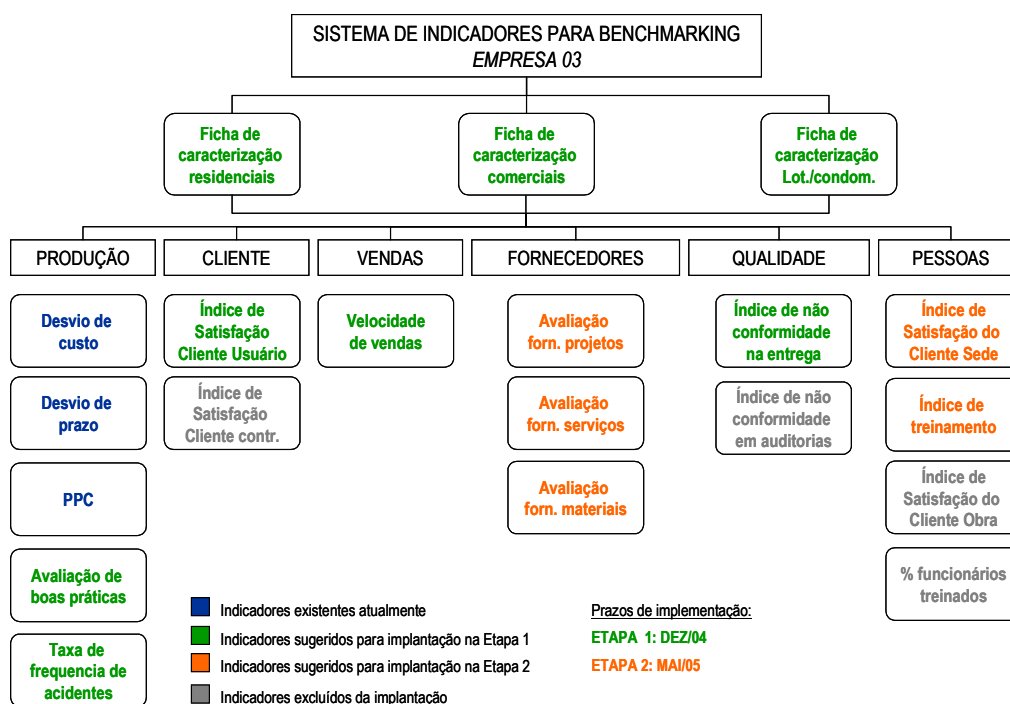 SISTEMA DE INDICADORES PARA BENCHMARKING
EMPRESA 03
Ficha de
caracterização
residenciais
Ficha de
caracterização
comerciais
Ficha de
caracterização
Lot./condom.
PRODUÇÃO
CLIENTE
VENDAS
FORNECEDORES
QUALIDADE
PESSOAS
Desvio de
custo
Desvio de
prazo
PPC
Avaliação de
boas práticas
Taxa de
frequencia de
acidentes
Índice de
Satisfação
Cliente Usuário
Índice de
Satisfação
Cliente contr.
Velocidade
de vendas
Avaliação
forn. projetos
Avaliação
forn. serviços
Avaliação
forn. materiais
Índice de não
conformidade
na entrega
Índice de não
conformidade
em auditorias
Índice de
Satisfação do
Cliente Sede
Índice de
treinamento
Índice de
Satisfação do
Cliente Obra
% funcionários
treinados
Indicadores existentes atualmente
Indicadores sugeridos para implantação na Etapa 1
Indicadores sugeridos para implantação na Etapa 2
Indicadores excluídos da implantação
Prazos de implementação:
ETAPA 1: DEZ/04
ETAPA 2: MAI/05